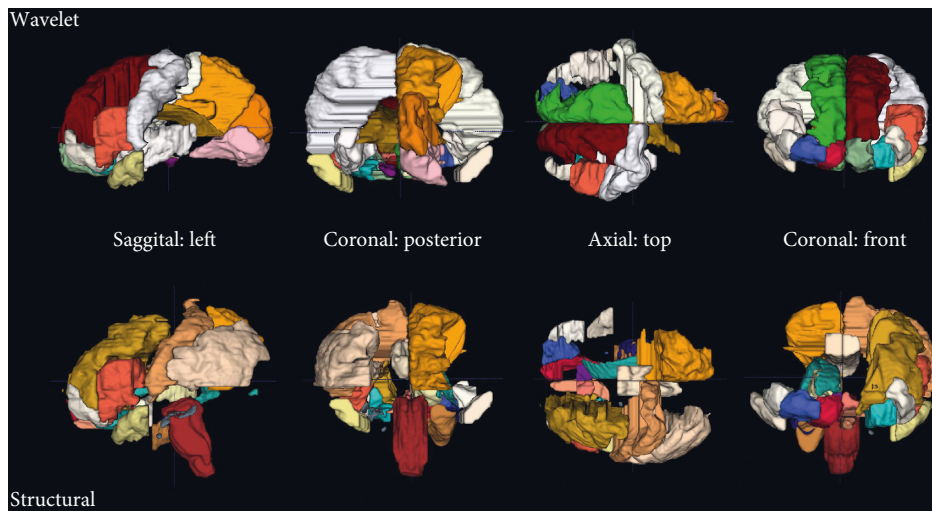 Wavelet
Saggital: left
Coronal: posterior
Axial: top
Coronal: front
Structural